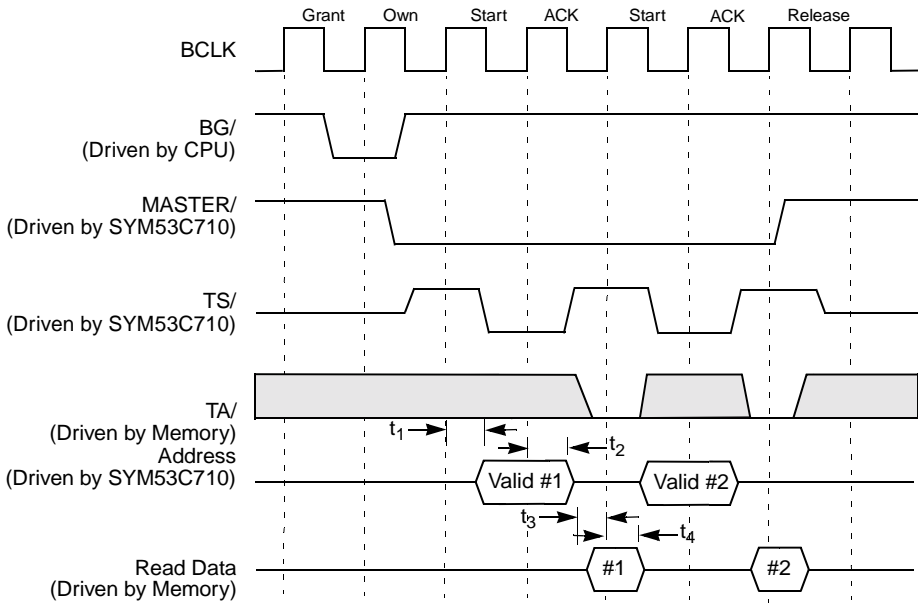 Grant Own Start ACK Start ACK Release
BCLK
BG/
(Driven by CPU)
MASTER/
(Driven by SYM53C710)
TS/
(Driven by SYM53C710)
TA/
(Driven by Memory)
t1
t2
Address
(Driven by SYM53C710)
Valid #1 Valid #2
t3
t4
Read Data
(Driven by Memory)
#1 #2